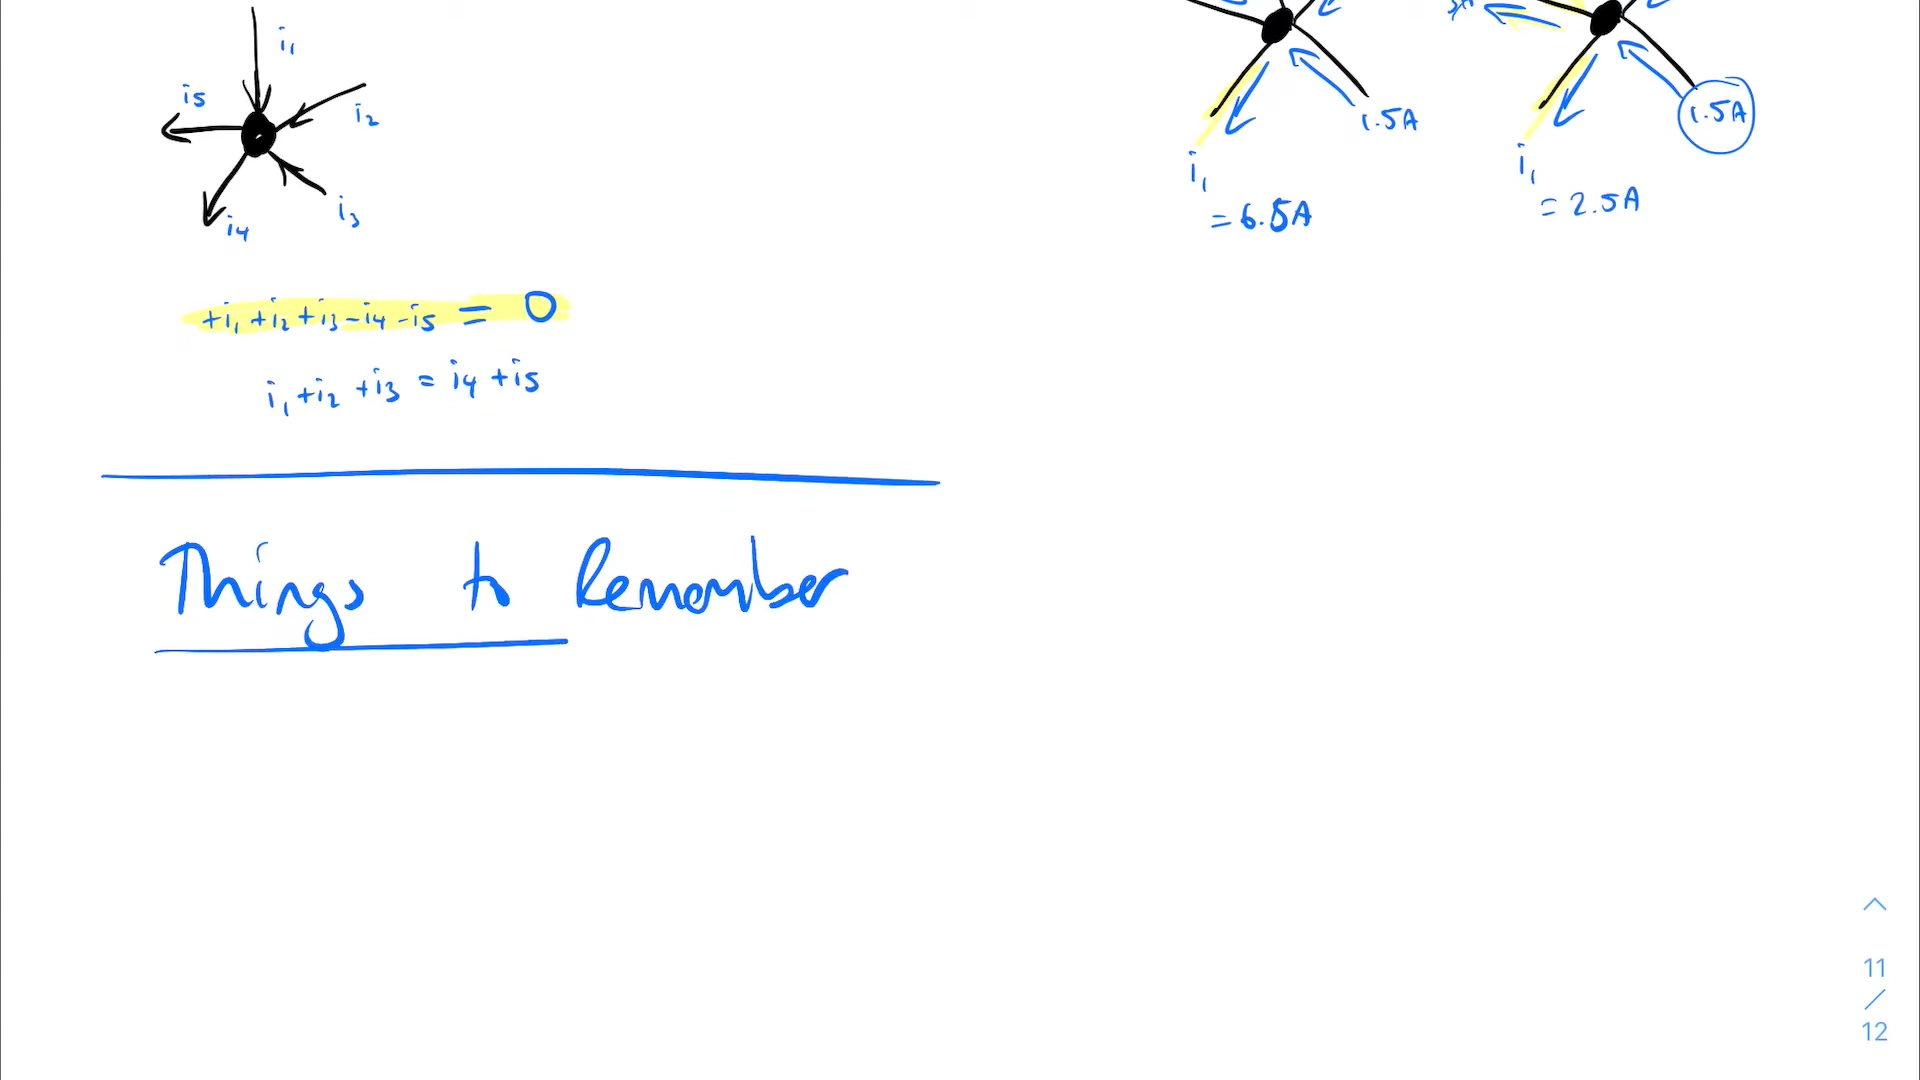 i1
i5
i2
i3
i4
+i1 +i2 +i3 -i4 -i5 = 0
i1 +i2 +i3 = i4 +i5
Things to Remember
1.5A
i1
= 6.5A
1.5A
i1
= 2.5A
11
/
12